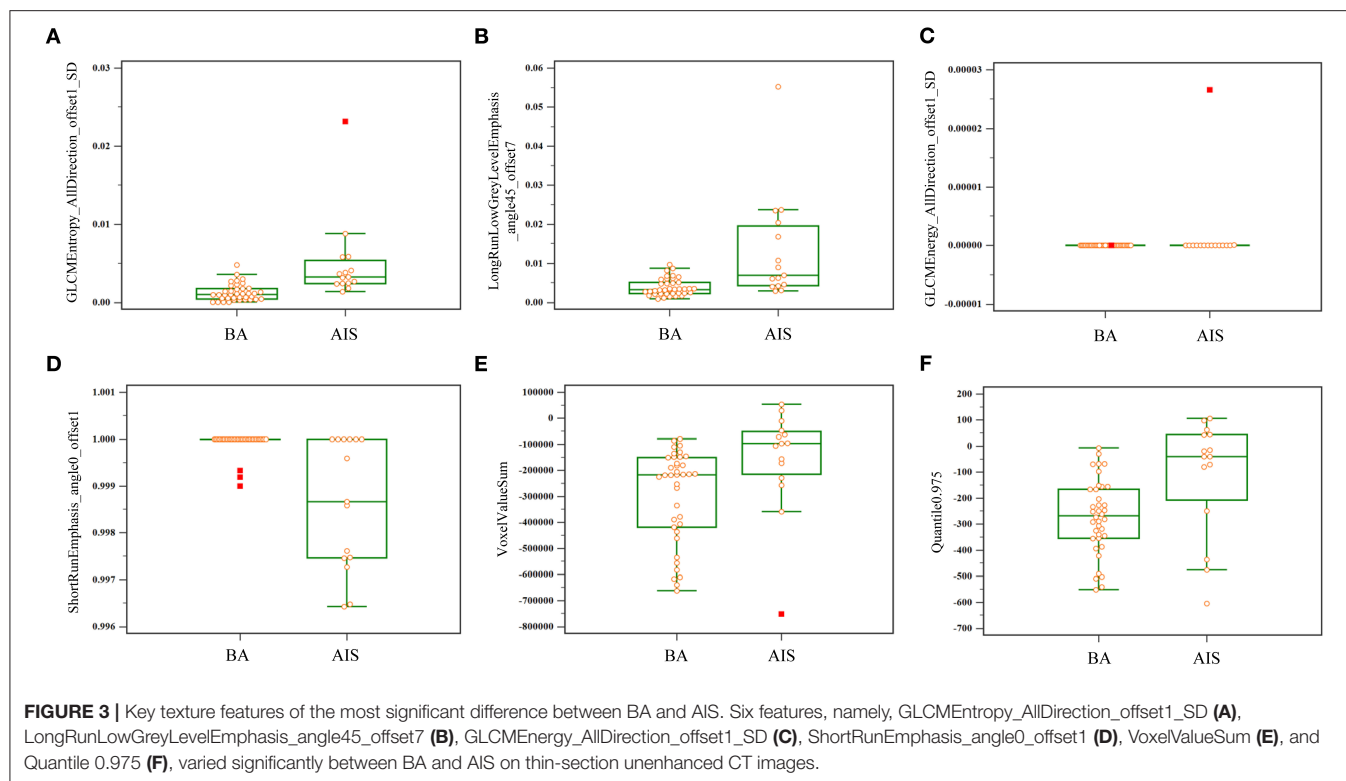 A
GLCMEntropy_AllDirection_offset1_SD
0.03
0.02
0.01
0.00
BA
AIS
B
LongRunLowGreyLevelEmphasis
_angle45_offset7
0.06
0.05
0.04
0.03
0.02
0.01
0.00
BA
AIS
C
GLCMEnergy_AllDirection_offset1_SD
0.00003
0.00002
0.00001
0.00000
-0.00001
BA
AIS
D
ShortRunEmphasis_angle0_offset1
1.001
1.000
0.999
0.998
0.997
0.996
BA
AIS
E
VoxelValueSum
100000
0
-100000
-200000
-300000
-400000
-500000
-600000
-700000
-800000
BA
AIS
F
Quantile0.975
200
100
0
-100
-200
-300
-400
-500
-600
-700
BA
AIS
FIGURE 3 | Key texture features of the most significant difference between BA and AIS. Six features, namely, GLCMEntropy_AllDirection_offset1_SD (A),
LongRunLowGreyLevelEmphasis_angle45_offset7 (B), GLCMEnergy_AllDirection_offset1_SD (C), ShortRunEmphasis_angle0_offset1 (D), VoxelValueSum (E), and
Quantile 0.975 (F), varied significantly between BA and AIS on thin-section unenhanced CT images.